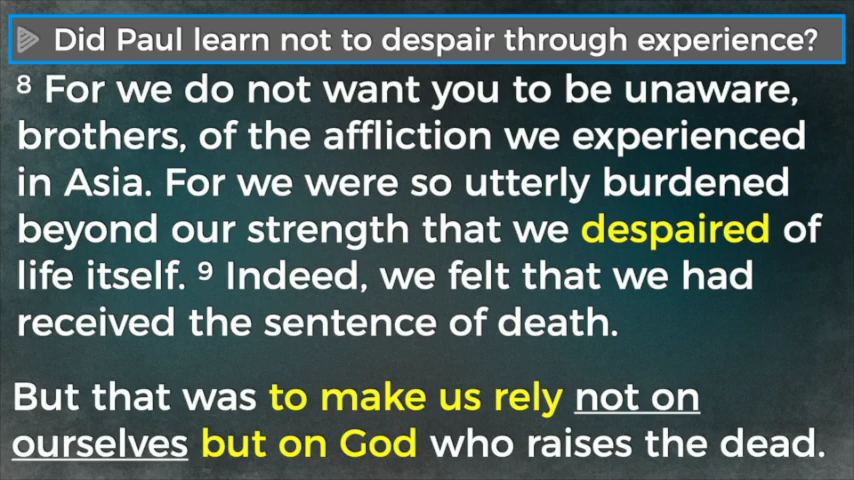 Did Paul learn not to despair through experience?
⁸ For we do not want you to be unaware,
brothers, of the affliction we experienced
in Asia. For we were so utterly burdened
beyond our strength that we despaired of
life itself. ⁹ Indeed, we felt that we had
received the sentence of death.
But that was to make us rely not on
ourselves but on God who raises the dead.